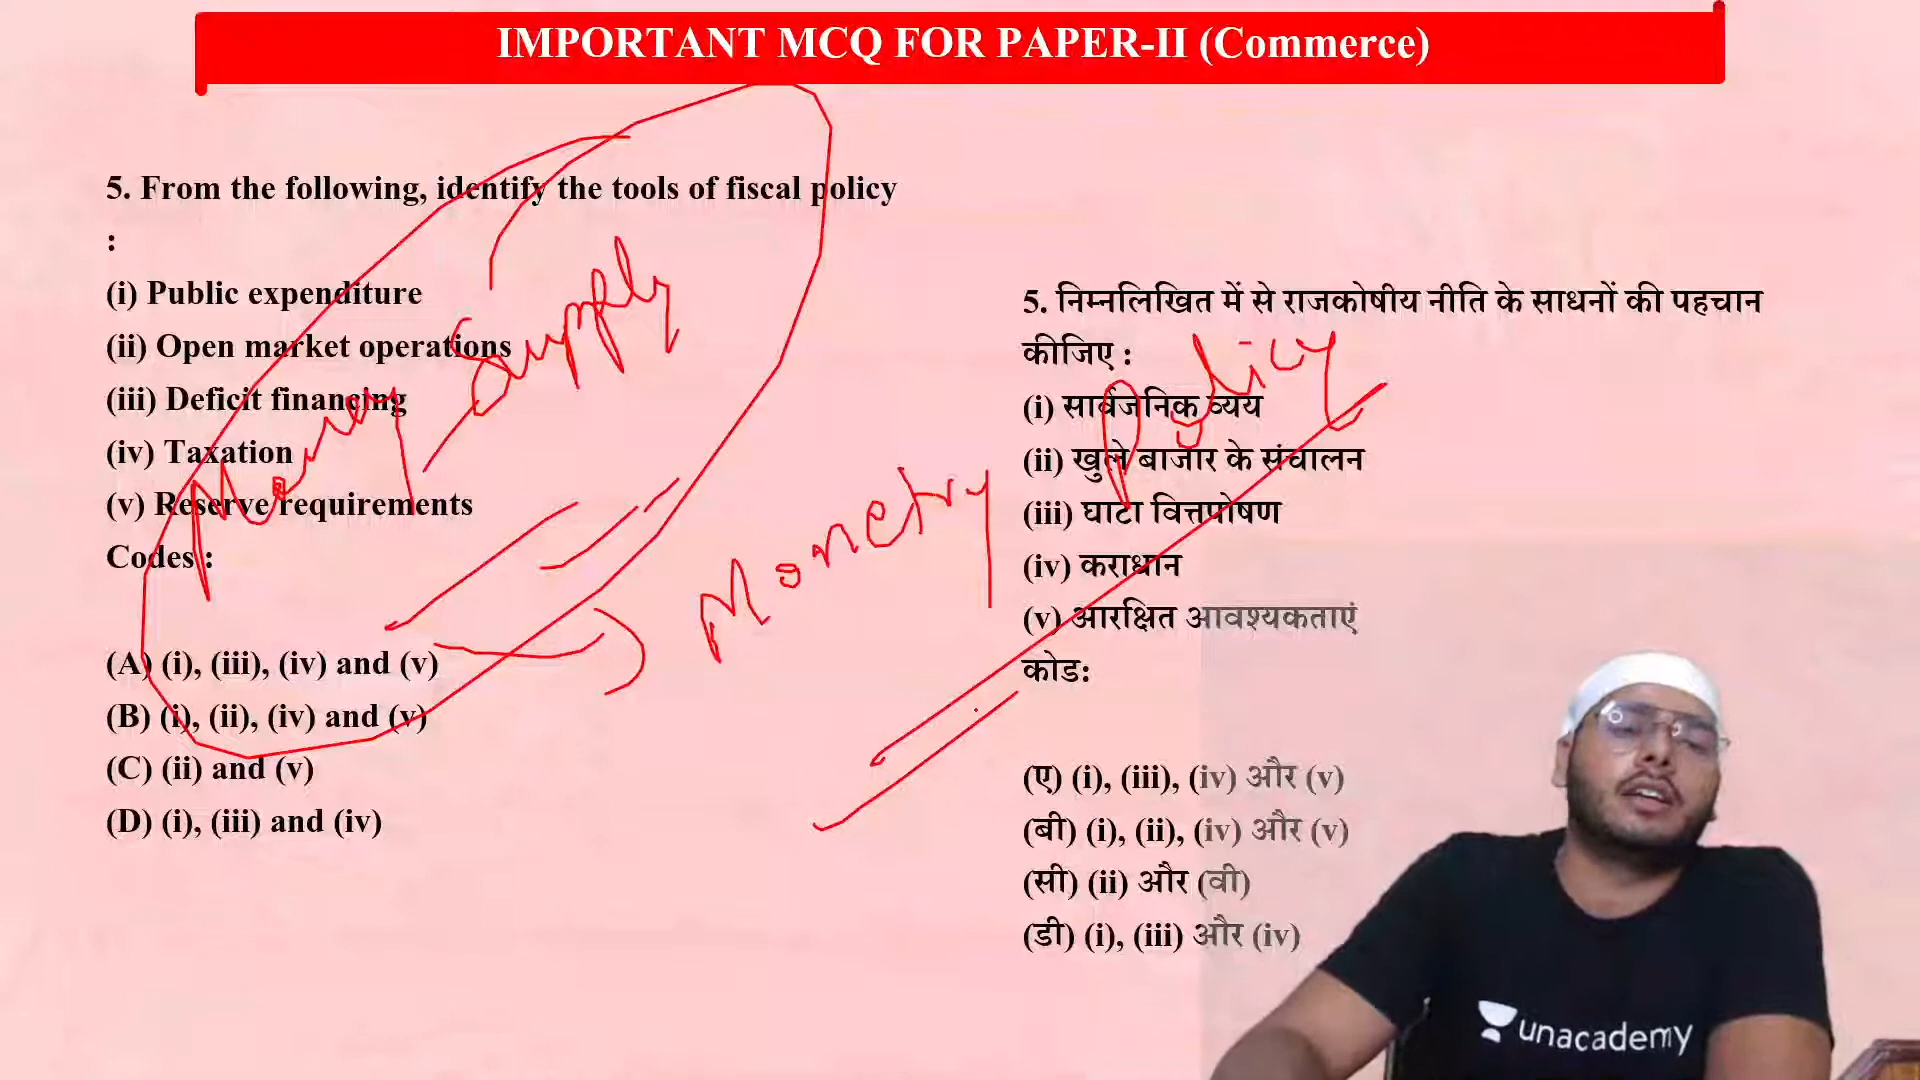 IMPORTANT MCQ FOR PAPER-II (Commerce)
5. From the following, identify the tools of fiscal policy
:
(i) Public expenditure
(ii) Open market operations
(iii) Deficit financing
(iv) Taxation
(v) Reserve requirements
Codes :
(A) (i), (iii), (iv) and (v)
(B) (i), (ii), (iv) and (v)
(C) (ii) and (v)
(D) (i), (iii) and (iv)
Money Supply
Monetry Policy
5. निम्नलिखित में से राजकोषीय नीति के साधनों की पहचान
कीजिए :
(i) सार्वजनिक व्यय
(ii) खुले बाजार के संचालन
(iii) घाटा वित्तपोषण
(iv) कराधान
(v) आरक्षित आवश्यकताएं
कोड:
(ए) (i), (iii), (iv) और (v)
(बी) (i), (ii), (iv) और (v)
(सी) (ii) और (वी)
(डी) (i), (iii) और (iv)
unacademy